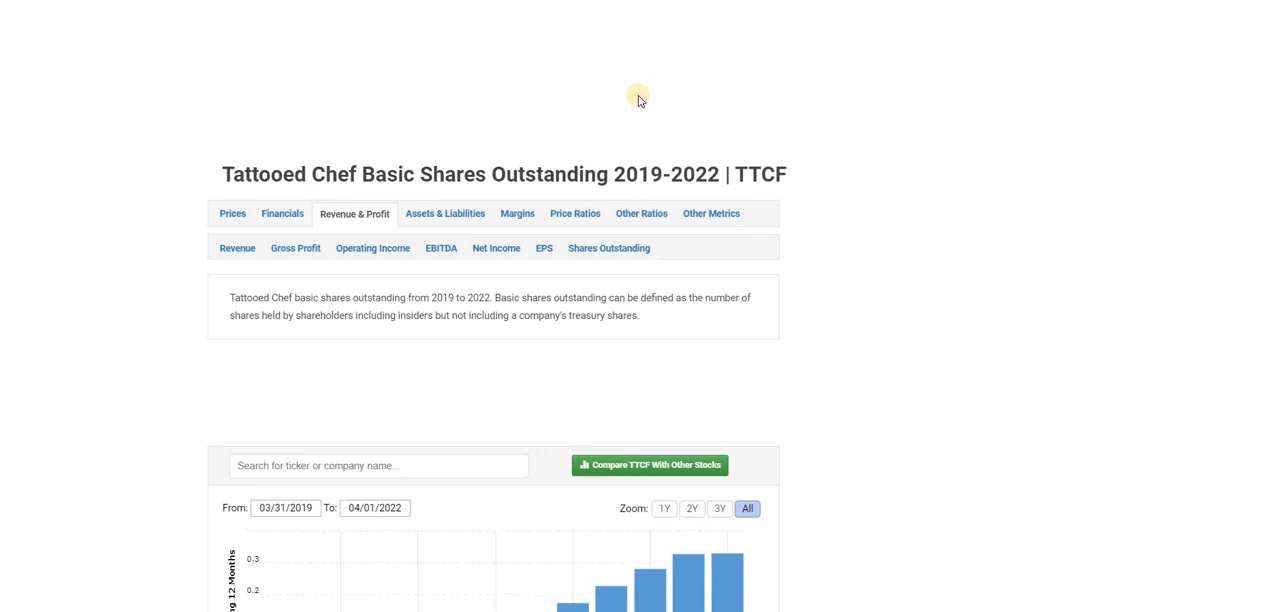 Tattooed Chef Basic Shares Outstanding 2019-2022 | TTCF
Prices Financials Revenue & Profit Assets & Liabilities Margins Price Ratios Other Ratios Other Metrics
Revenue Gross Profit Operating Income EBITDA Net Income EPS Shares Outstanding
Tattooed Chef basic shares outstanding from 2019 to 2022. Basic shares outstanding can be defined as the number of
shares held by shareholders including insiders but not including a company's treasury shares.
Search for ticker or company name... Compare TTCF With Other Stocks
From: 03/31/2019 To: 04/01/2022 Zoom: 1Y 2Y 3Y All
0.3
0.2
12 Months